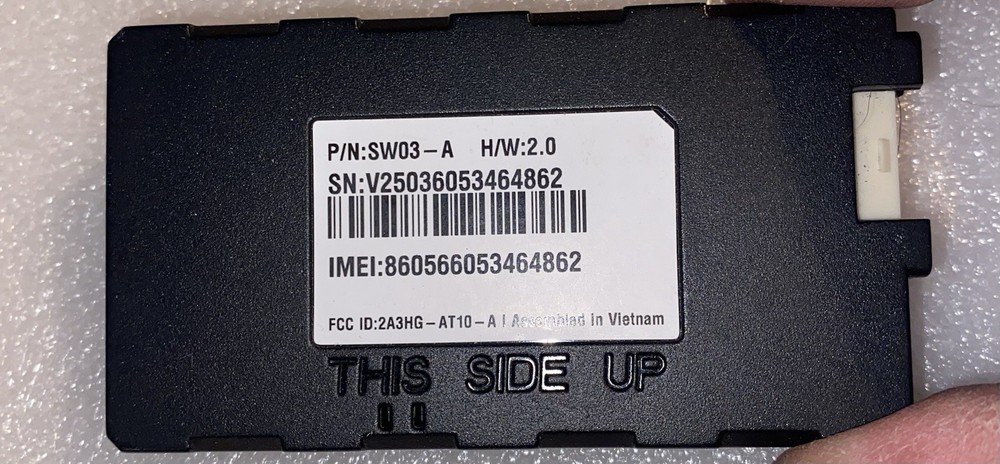 P/N:SW03-A H/W:2.0
SN:V25036053464862
IMEI:860566053464862
FCC ID:2A3HG-AT10-A | Assembled in Vietnam
THIS SIDE UP